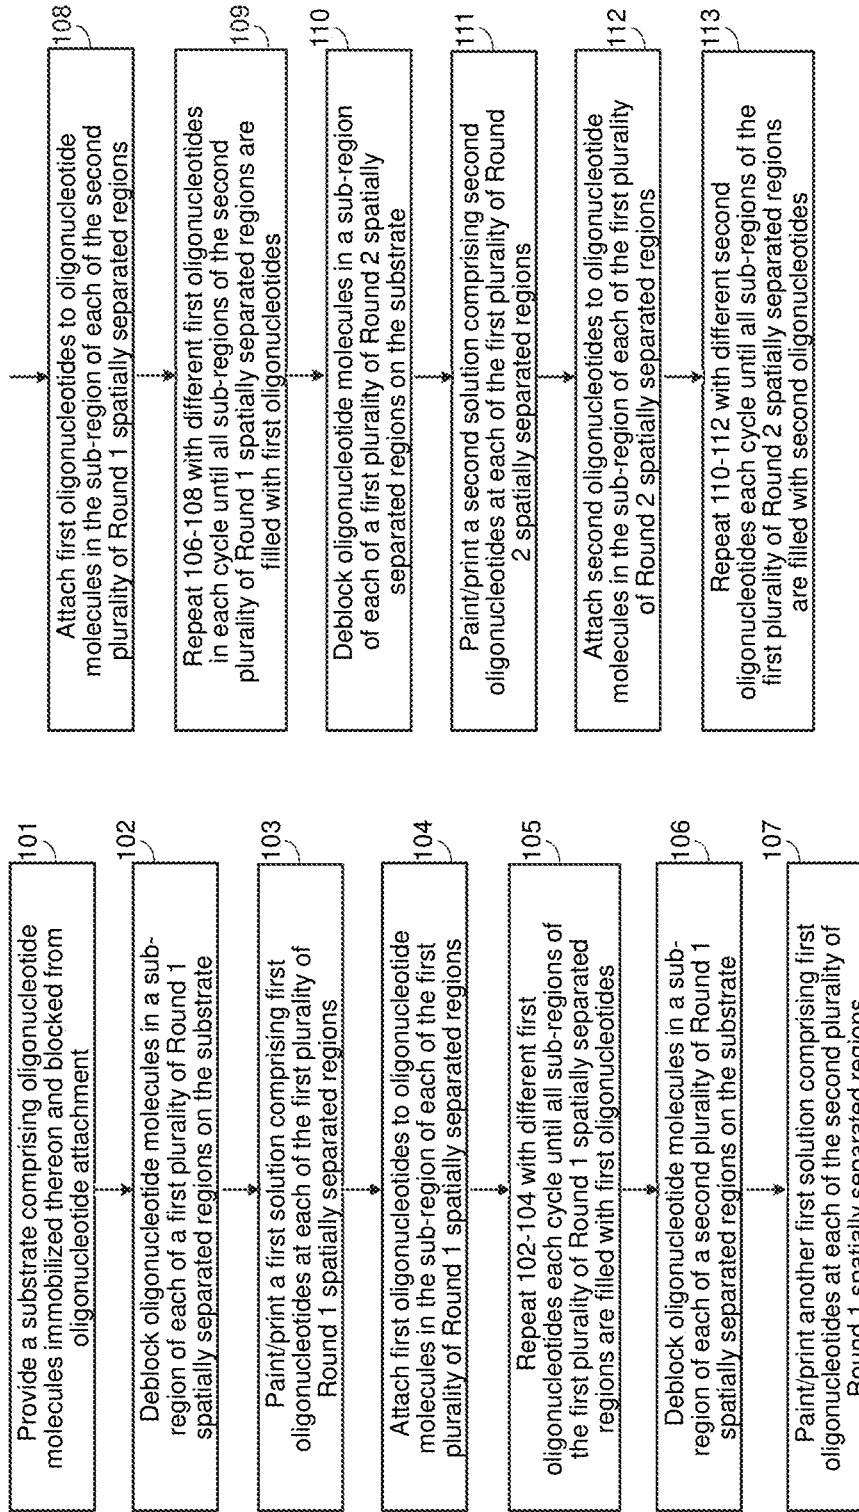 Provide a substrate comprising oligonucleotide
molecules immobilized thereon and blocked from
oligonucleotide attachment
101
Deblock oligonucleotide molecules in a sub-
region of each of a first plurality of Round 1
spatially separated regions on the substrate
102
Paint/print a first solution comprising first
oligonucleotides at each of the first plurality of
Round 1 spatially separated regions
103
Attach first oligonucleotides to oligonucleotide
molecules in the sub-region of each of the first
plurality of Round 1 spatially separated regions
104
Repeat 102-104 with different first
oligonucleotides each cycle until all sub-regions of
the first plurality of Round 1 spatially separated
regions are filled with first oligonucleotides
105
Deblock oligonucleotide molecules in a sub-
region of each of a second plurality of Round 1
spatially separated regions on the substrate
106
Paint/print another first solution comprising first
oligonucleotides at each of the second plurality of
Round 1 spatially separated regions
107
Attach first oligonucleotides to oligonucleotide
molecules in the sub-region of each of the second
plurality of Round 1 spatially separated regions
108
Repeat 106-108 with different first oligonucleotides
in each cycle until all sub-regions of the second
plurality of Round 1 spatially separated regions are
filled with first oligonucleotides
109
Deblock oligonucleotide molecules in a sub-region
of each of a first plurality of Round 2 spatially
separated regions on the substrate
110
Paint/print a second solution comprising second
oligonucleotides at each of the first plurality of Round
2 spatially separated regions
111
Attach second oligonucleotides to oligonucleotide
molecules in the sub-region of each of the first plurality
of Round 2 spatially separated regions
112
Repeat 110-112 with different second
oligonucleotides each cycle until all sub-regions of the
first plurality of Round 2 spatially separated regions
are filled with second oligonucleotides
113